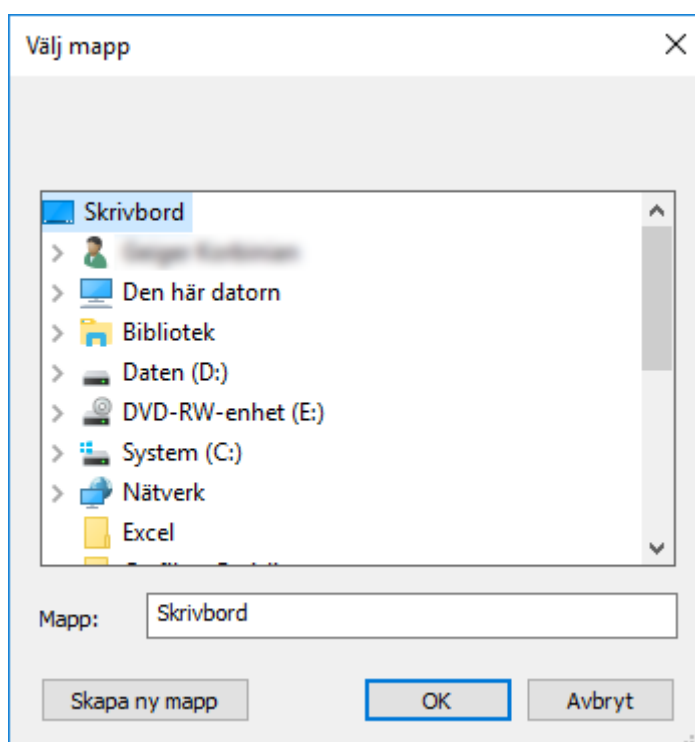 Välj mapp
Skrivbord
Den här datorn
Bibliotek
Daten (D:)
DVD-RW-enhet (E:)
System (C:)
Nätverk
Excel
Mapp:
Skrivbord
Skapa ny mapp
OK
Avbryt